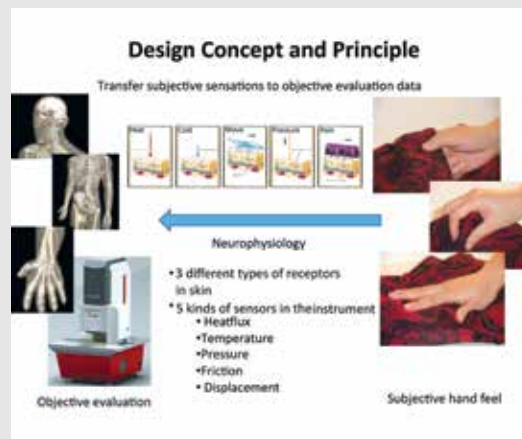 Design Concept and Principle
Transfer subjective sensations to objective evaluation data
Heat Cold Pressure Pain
Neurophysiology
•3 different types of receptors
in skin
•5 kinds of sensors in theinstrument
•Heatflux
•Temperature
•Pressure
•Friction
•Displacement
Objective evaluation
Subjective hand feel